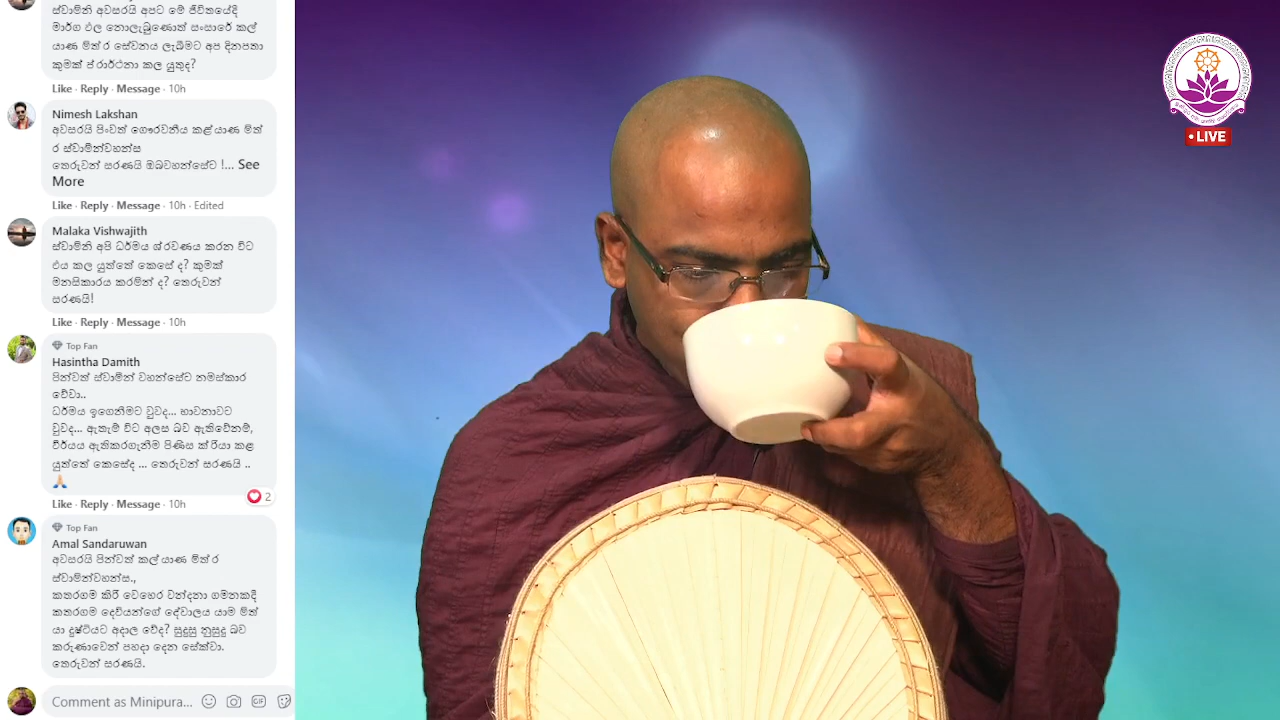 ස්වාමිනි අවසරයි අපට මේ ජීවිතයේදී
මාර්ග ඵල නොලැබුණොත් සංසාරේ කල්
යාණ මිත්‍ර සේවනය ලැබීමට අප දිනපතා
කුමක් ප්‍රාර්ථනා කල යුතුද?
Like · Reply · Message · 10h
Nimesh Lakshan
අවසරයි පිංවත් ගෞරවනීය කළ්‍යාණ මිත්
ර ස්වාමින්වහන්ස
තෙරුවන් සරණයි ඔබවහන්සේට !... See
More
Like · Reply · Message · 10h · Edited
Malaka Vishwajith
ස්වාමිනි අපි ධර්මය ශ්‍රවණය කරන විට
එය කල යුත්තේ කෙසේ ද? කුමක්
මනසිකාරය කරමින් ද? තෙරුවන්
සරණයි!
Like · Reply · Message · 10h
Top Fan
Hasintha Damith
පින්වත් ස්වාමින් වහන්සේට නමස්කාර
වේවා..
ධර්මය ඉගෙනීමට වුවද... භාවනාවට
වුවද... ඇතැම් විට අලස බව ඇතිවේනම්,
වීර්යය ඇතිකරගැනීම පිණිස ක්‍රියා කළ
යුත්තේ කෙසේද ... තෙරුවන් සරණයි ..
🙏
2
Like · Reply · Message · 10h
Top Fan
Amal Sandaruwan
අවසරයි පින්වත් කල්‍යාණ මිත්‍ර
ස්වාමින්වහන්ස.,
කතරගම කිරි වෙහෙර වන්දනා ගමනකදී
කතරගම දෙවියන්ගේ දේවාලය යාම මිත්
යා දුෂ්ටියට අදාල වේද? සුදුසු නුසුදු බව
කරුණාවෙන් පහදා දෙන සේක්වා.
තෙරුවන් සරණයි.
Comment as Minipura...
GIF
LIVE